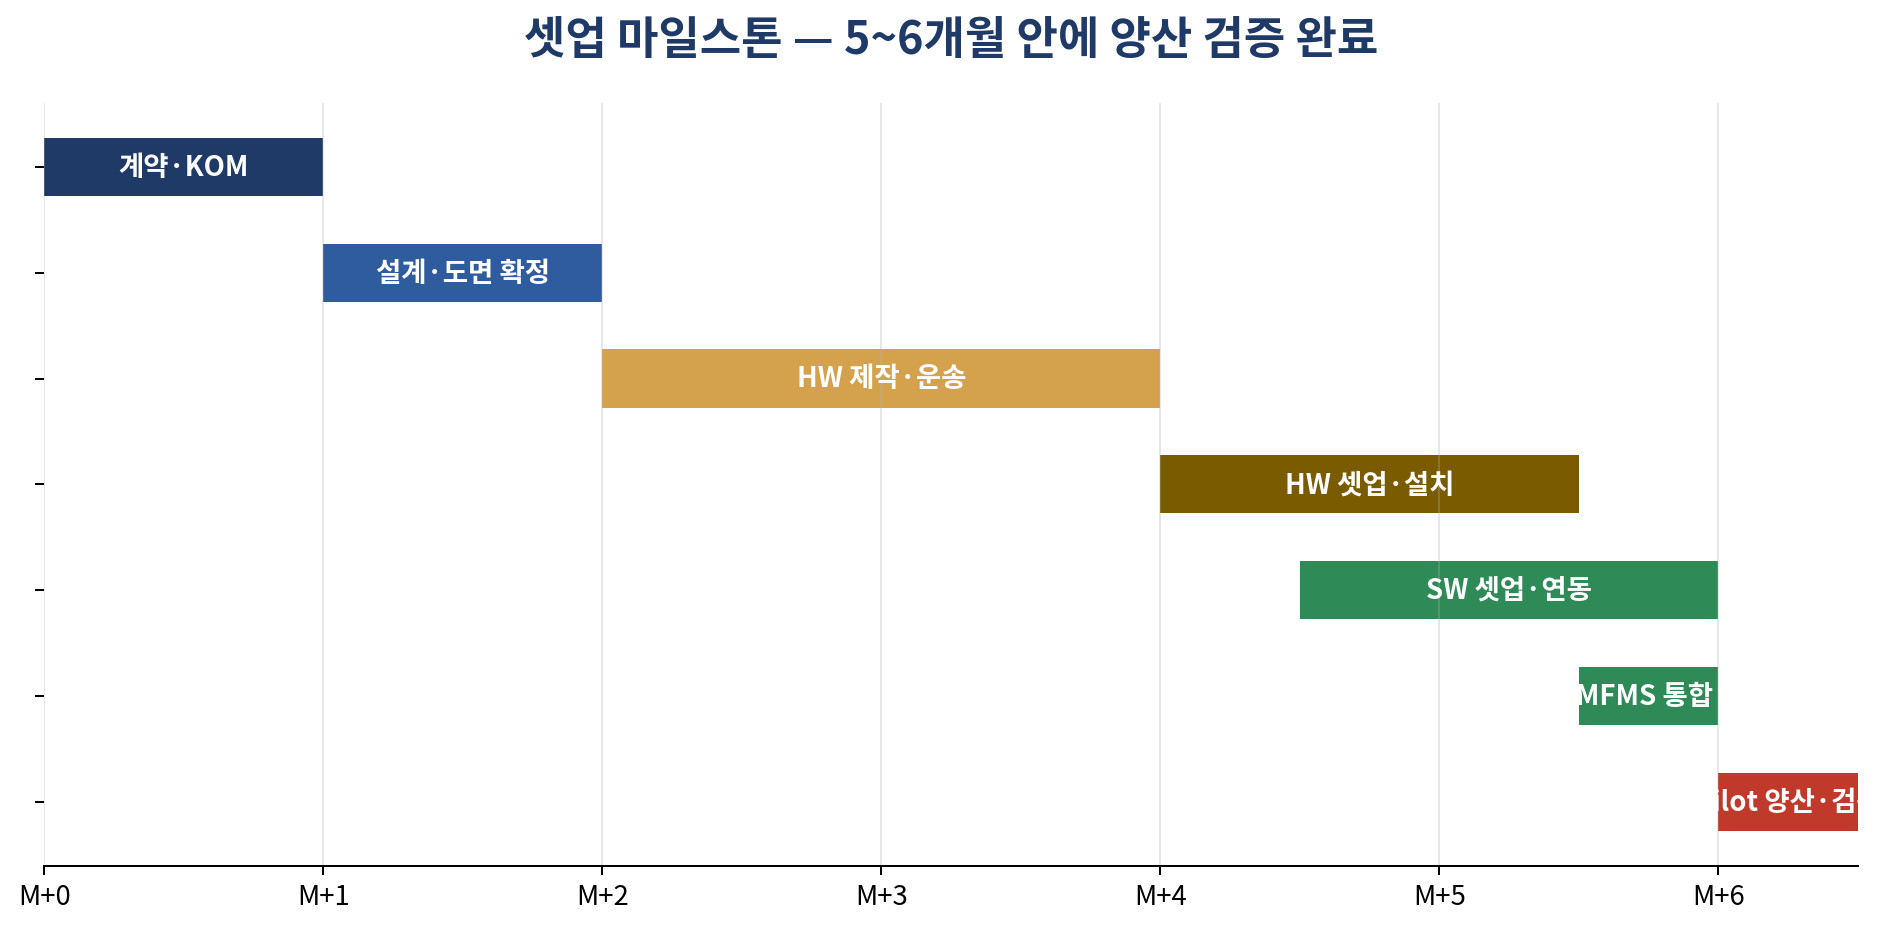 셋업 마일스톤 — 5~6개월 안에 양산 검증 완료
계약·KOM
설계·도면 확정
HW 제작·운송
HW 셋업·설치
SW 셋업·연동
MFMS 통합
ilot 양산·검
M+0 M+1 M+2 M+3 M+4 M+5 M+6